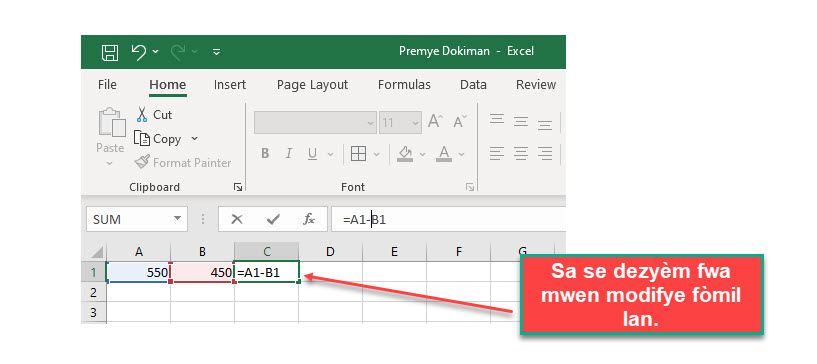 Premye Dokiman - Excel
File Home Insert Page Layout Formulas Data Review
Cut
Copy
Format Painter
Paste
11 A A
B I U A
Clipboard Font
SUM fx =A1-B1
A B C D E F G
1 550 450 =A1-B1
2
3
Sa se dezyèm fwa
mwen modifye fòmil
lan.